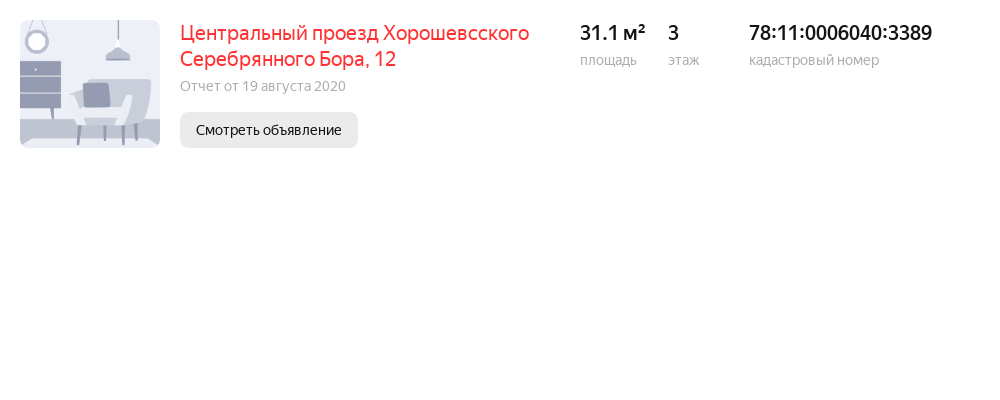 Центральный проезд Хорошевсского
Серебрянного Бора, 12
Отчет от 19 августа 2020
Смотреть объявление
31.1 м²
площадь
3
этаж
78:11:0006040:3389
кадастровый номер